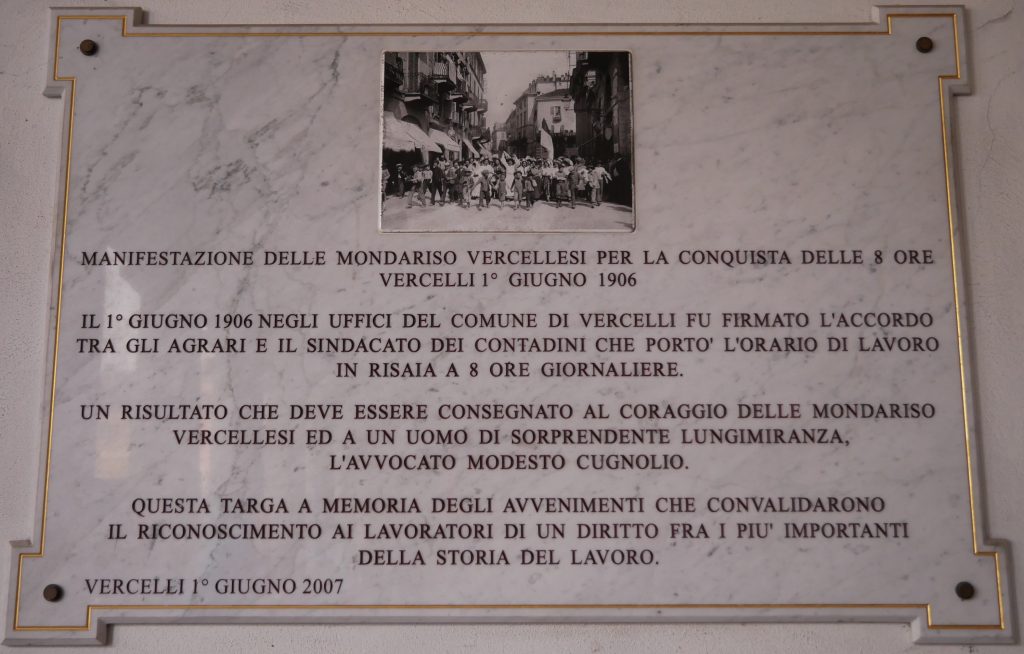 MANIFESTAZIONE DELLE MONDARISO VERCELLESI PER LA CONQUISTA DELLE 8 ORE
VERCELLI 1° GIUGNO 1906
IL 1° GIUGNO 1906 NEGLI UFFICI DEL COMUNE DI VERCELLI FU FIRMATO L'ACCORDO
TRA GLI AGRARI E IL SINDACATO DEI CONTADINI CHE PORTO' L'ORARIO DI LAVORO
IN RISAIA A 8 ORE GIORNALIERE.
UN RISULTATO CHE DEVE ESSERE CONSEGNATO AL CORAGGIO DELLE MONDARISO
VERCELLESI ED A UN UOMO DI SORPRENDENTE LUNGIMIRANZA,
L'AVVOCATO MODESTO CUGNOLIO.
QUESTA TARGA A MEMORIA DEGLI AVVENIMENTI CHE CONVALIDARONO
IL RICONOSCIMENTO AI LAVORATORI DI UN DIRITTO FRA I PIU' IMPORTANTI
DELLA STORIA DEL LAVORO.
VERCELLI 1° GIUGNO 2007